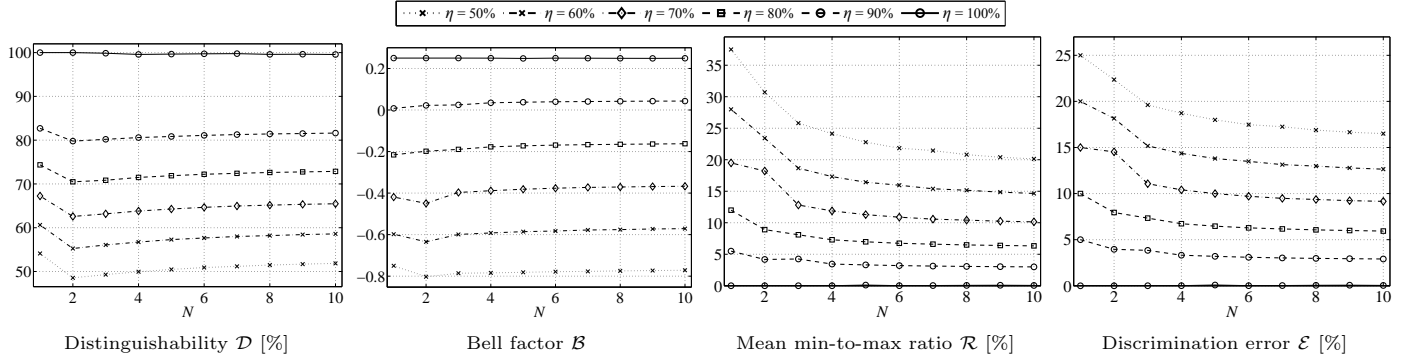 η = 50% η = 60% η = 70% η = 80% η = 90% η = 100%
100
90
80
70
60
50
2 4 6 8 10
N
Distinguishability 𝒟 [%]
0.2
0
−0.2
−0.4
−0.6
−0.8
2 4 6 8 10
N
Bell factor ℬ
35
30
25
20
15
10
5
0
2 4 6 8 10
N
Mean min-to-max ratio ℛ [%]
25
20
15
10
5
0
2 4 6 8 10
N
Discrimination error ℰ [%]